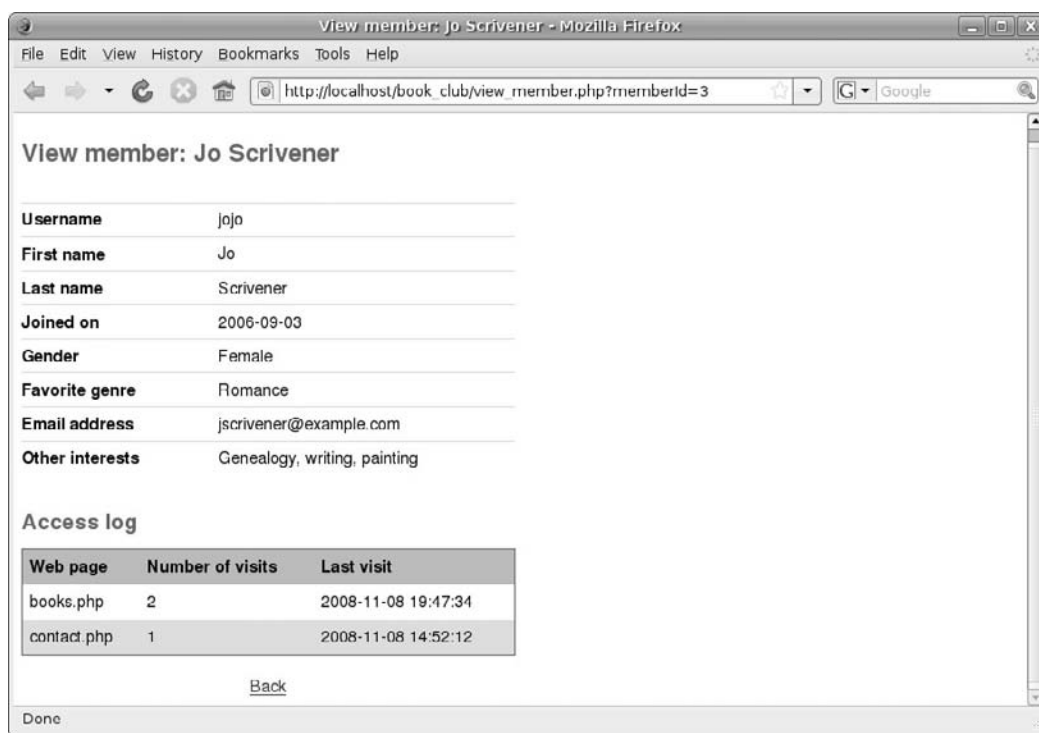 View member: Jo Scrivener - Mozilla Firefox
File Edit View History Bookmarks Tools Help
http://localhost/book_club/view_member.php?memberId=3 G Google
View member: Jo Scrivener
Username jojo
First name Jo
Last name Scrivener
Joined on 2006-09-03
Gender Female
Favorite genre Romance
Email address jscrivener@example.com
Other interests Genealogy, writing, painting
Access log
Web page Number of visits Last visit
books.php 2 2008-11-08 19:47:34
contact.php 1 2008-11-08 14:52:12
Back
Done